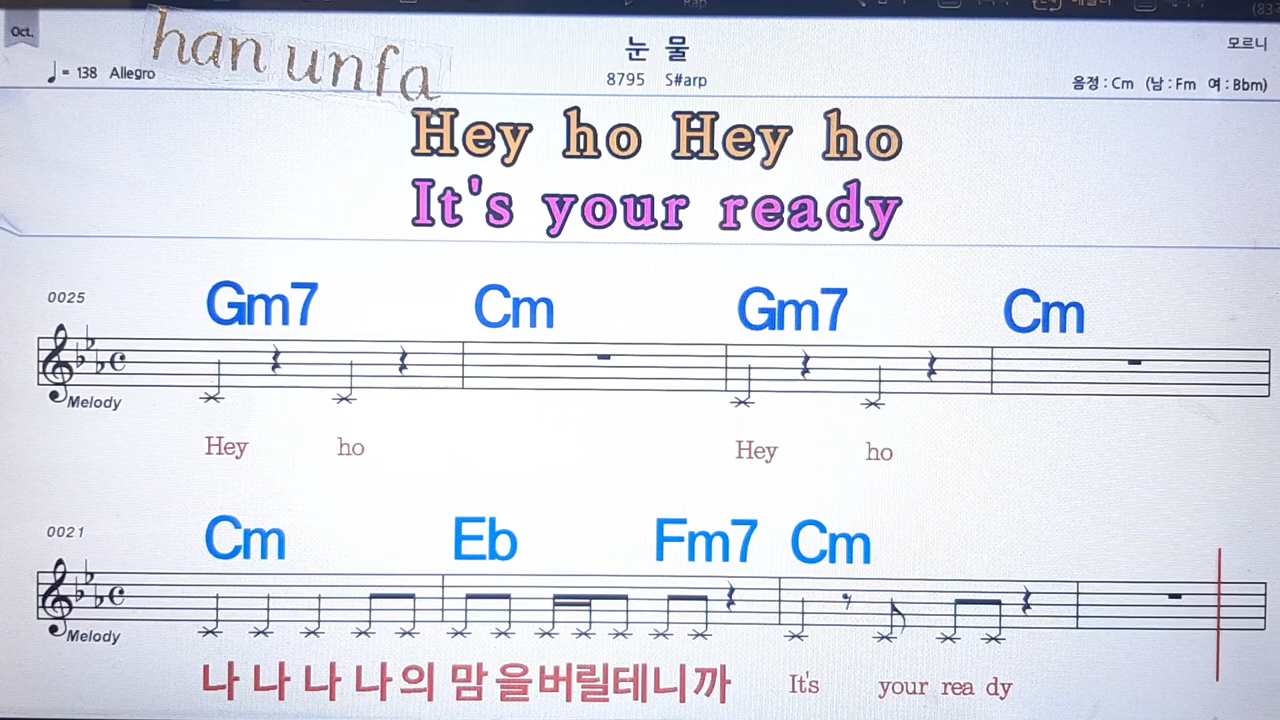 Oct.
han unfa
눈 물
모르니
♩= 138 Allegro
8795 S#arp
음정 : Cm (남 : Fm 여 : Bbm)
Hey ho Hey ho
It's your ready
0025
Gm7 Cm Gm7 Cm
Melody
Hey ho Hey ho
0021
Cm Eb Fm7 Cm
Melody
나 나 나 나 의 맘 을 버릴테니까 It's your rea dy